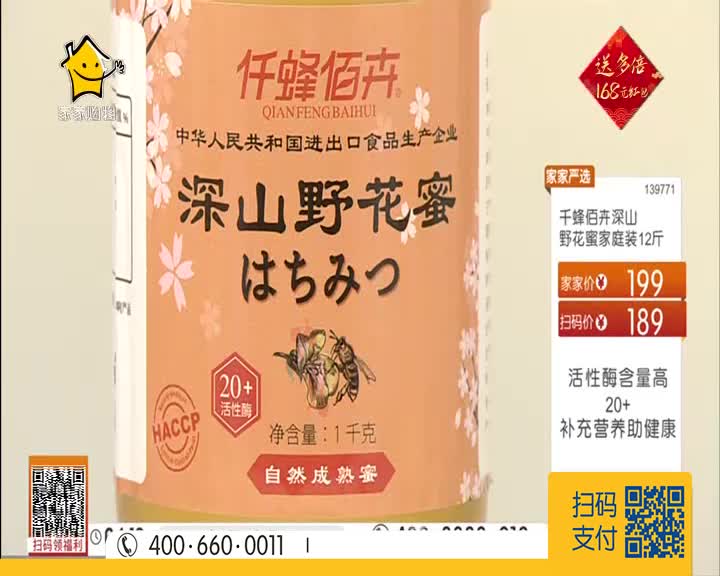 家家购物
送多倍
168元红包
仟蜂佰卉
QIANFENGBAIHUI
中华人民共和国进出口食品生产企业
深山野花蜜
はちみつ
20+
活性酶
HACCP
净含量：1千克
自然成熟蜜
家家严选
139771
千蜂佰卉深山
野花蜜家庭装12斤
家家价¥ 199
扫码价¥ 189
活性酶含量高
20+
补充营养助健康
扫码领福利
400·660·0011
扫码
支付